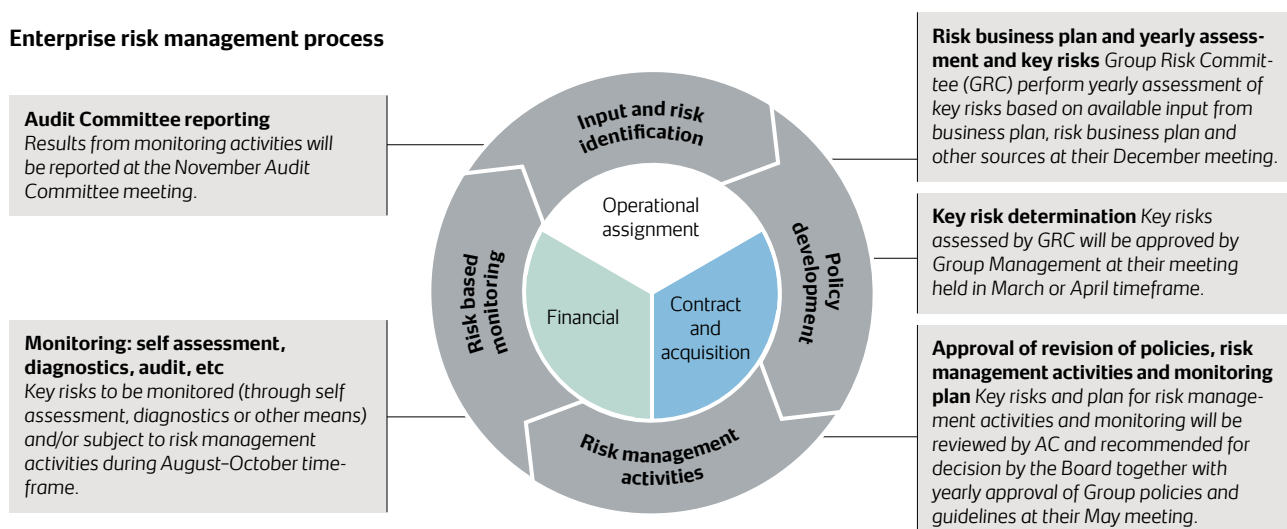 Enterprise risk management process
Audit Committee reporting
Results from monitoring activities will
be reported at the November Audit
Committee meeting.
Monitoring: self assessment,
diagnostics, audit, etc
Key risks to be monitored (through self
assessment, diagnostics or other means)
and/or subject to risk management
activities during August–October time-
frame.
Input and risk
identification
Policy
development
Risk management
activities
Risk based
monitoring
Operational
assignment
Financial
Contract
and
acquisition
Risk business plan and yearly assess-
ment and key risks Group Risk Commit-
tee (GRC) perform yearly assessment of
key risks based on available input from
business plan, risk business plan and
other sources at their December meeting.
Key risk determination Key risks
assessed by GRC will be approved by
Group Management at their meeting
held in March or April timeframe.
Approval of revision of policies, risk
management activities and monitoring
plan Key risks and plan for risk manage-
ment activities and monitoring will be
reviewed by AC and recommended for
decision by the Board together with
yearly approval of Group policies and
guidelines at their May meeting.